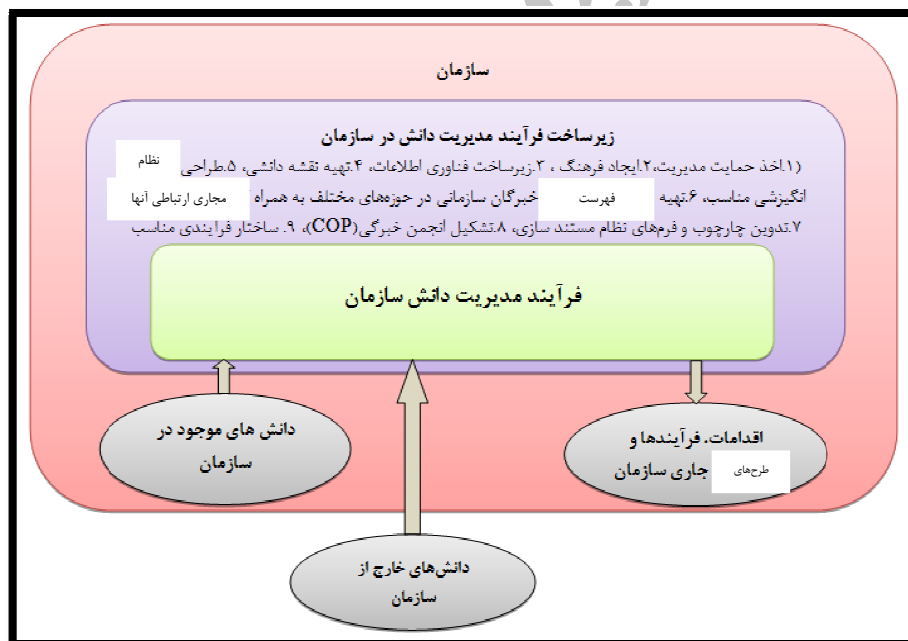 سازمان
زیرساخت فرآیند مدیریت دانش در سازمان
(۱.اخذ حمایت مدیریت،۲.ایجاد فرهنگ ، ۳.زیرساخت فناوری اطلاعات، ۴.تهیه نقشه دانشی، ۵.طراحی نظام
انگیزشی مناسب، ۶.تهیه فهرست خبرگان سازمانی در حوزه‌های مختلف به همراه مجاری ارتباطی آنها
۷.تدوین چارچوب و فرم‌های نظام مستند سازی، ۸.تشکیل انجمن خبرگی(COP)، ۹. ساختار فرایندی مناسب
فرآیند مدیریت دانش سازمان
دانش های موجود در
سازمان
اقدامات، فرآیندها و
طرح‌های جاری سازمان
دانش‌های خارج از
سازمان